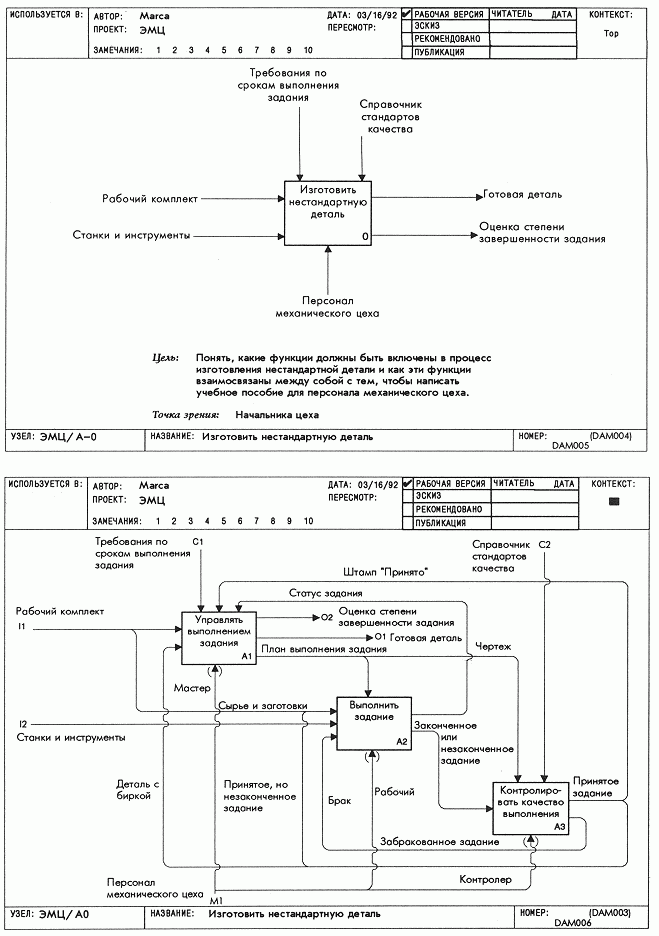 ИСПОЛЬЗУЕТСЯ В:
АВТОР: Marca
ДАТА: 03/16/92
РАБОЧАЯ ВЕРСИЯ
ЧИТАТЕЛЬ ДАТА
КОНТЕКСТ:
ПРОЕКТ: ЭМЦ
ПЕРЕСМОТР:
ЭСКИЗ
Top
РЕКОМЕНДОВАНО
ЗАМЕЧАНИЯ: 1 2 3 4 5 6 7 8 9 10
ПУБЛИКАЦИЯ
Требования по
срокам выполнения
задания
Справочник
стандартов
качества
Рабочий комплект
Изготовить
нестандартную
деталь
0
Готовая деталь
Станки и инструменты
Оценка степени
завершенности задания
Персонал
механического цеха
Цель: Понять, какие функции должны быть включены в процесс
изготовления нестандартной детали и как эти функции
взаимосвязаны между собой с тем, чтобы написать
учебное пособие для персонала механического цеха.
Точка зрения: Начальника цеха
УЗЕЛ: ЭМЦ/ А-0
НАЗВАНИЕ: Изготовить нестандартную деталь
НОМЕР: (DAM004)
DAM005
ИСПОЛЬЗУЕТСЯ В:
АВТОР: Marca
ДАТА: 03/16/92
РАБОЧАЯ ВЕРСИЯ
ЧИТАТЕЛЬ ДАТА
КОНТЕКСТ:
ПРОЕКТ: ЭМЦ
ПЕРЕСМОТР:
ЭСКИЗ
РЕКОМЕНДОВАНО
ЗАМЕЧАНИЯ: 1 2 3 4 5 6 7 8 9 10
ПУБЛИКАЦИЯ
Требования по C1
срокам выполнения
задания
Справочник C2
стандартов
качества
Штамп "Принято"
Статус задания
Рабочий комплект
I1
Управлять
выполнением
задания
A1
O2 Оценка степени
завершенности задания
O1 Готовая деталь
План выполнения задания
Чертеж
Мастер
Сырье и заготовки
Выполнить
задание
A2
I2
Станки и инструменты
Законченное
или
незаконченное
задание
Деталь с
биркой
Принятое, но
незаконченное
задание
Брак
Рабочий
Контролиро-
вать качество
выполнения
A3
Принятое
задание
Забракованное задание
Контролер
Персонал
механического цеха
M1
УЗЕЛ: ЭМЦ/ А0
НАЗВАНИЕ: Изготовить нестандартную деталь
НОМЕР: (DAM003)
DAM006